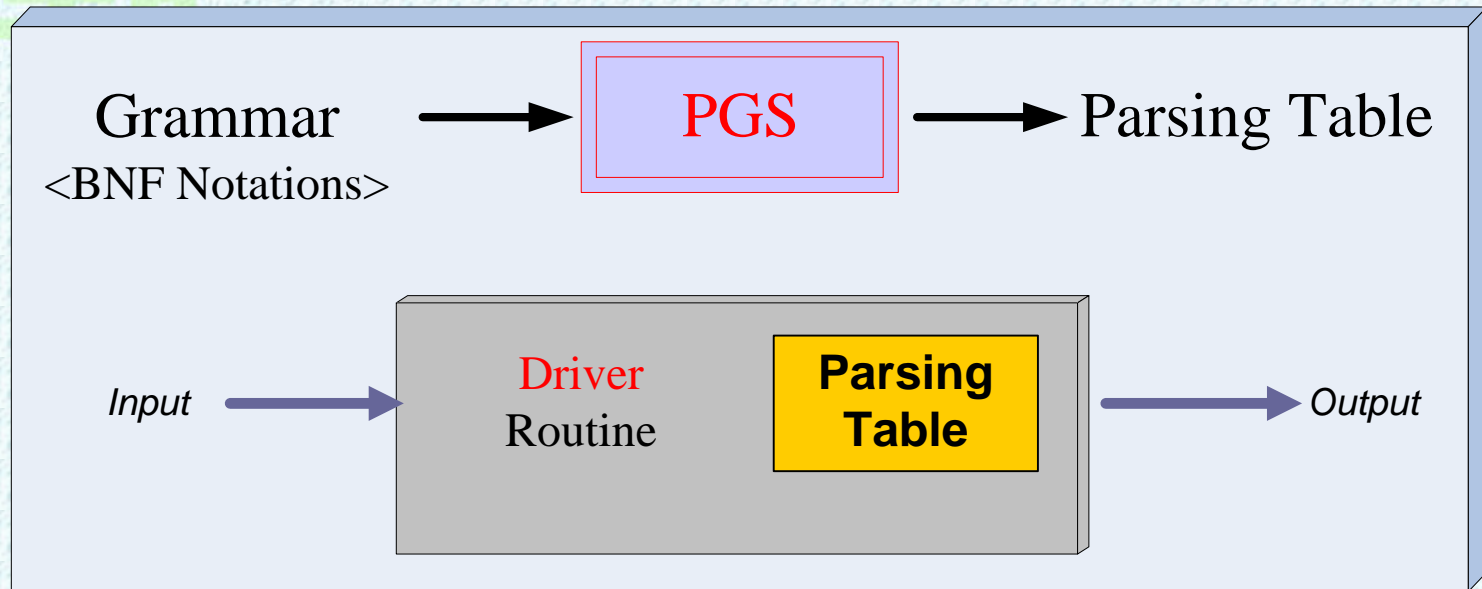 Grammar
<BNF Notations>
PGS
Parsing Table
Input
Driver
Routine
Parsing
Table
Output